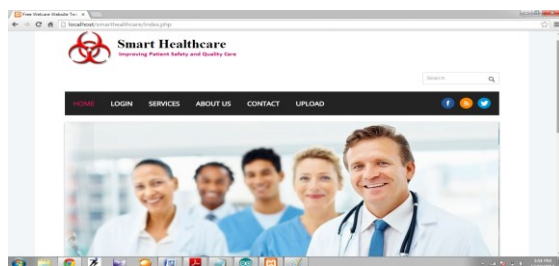 Free Webcare Website Te
localhost/smarthealthcare/index.php
Smart Healthcare
Improving Patient Safety and Quality Care
Search
HOME LOGIN SERVICES ABOUT US CONTACT UPLOAD